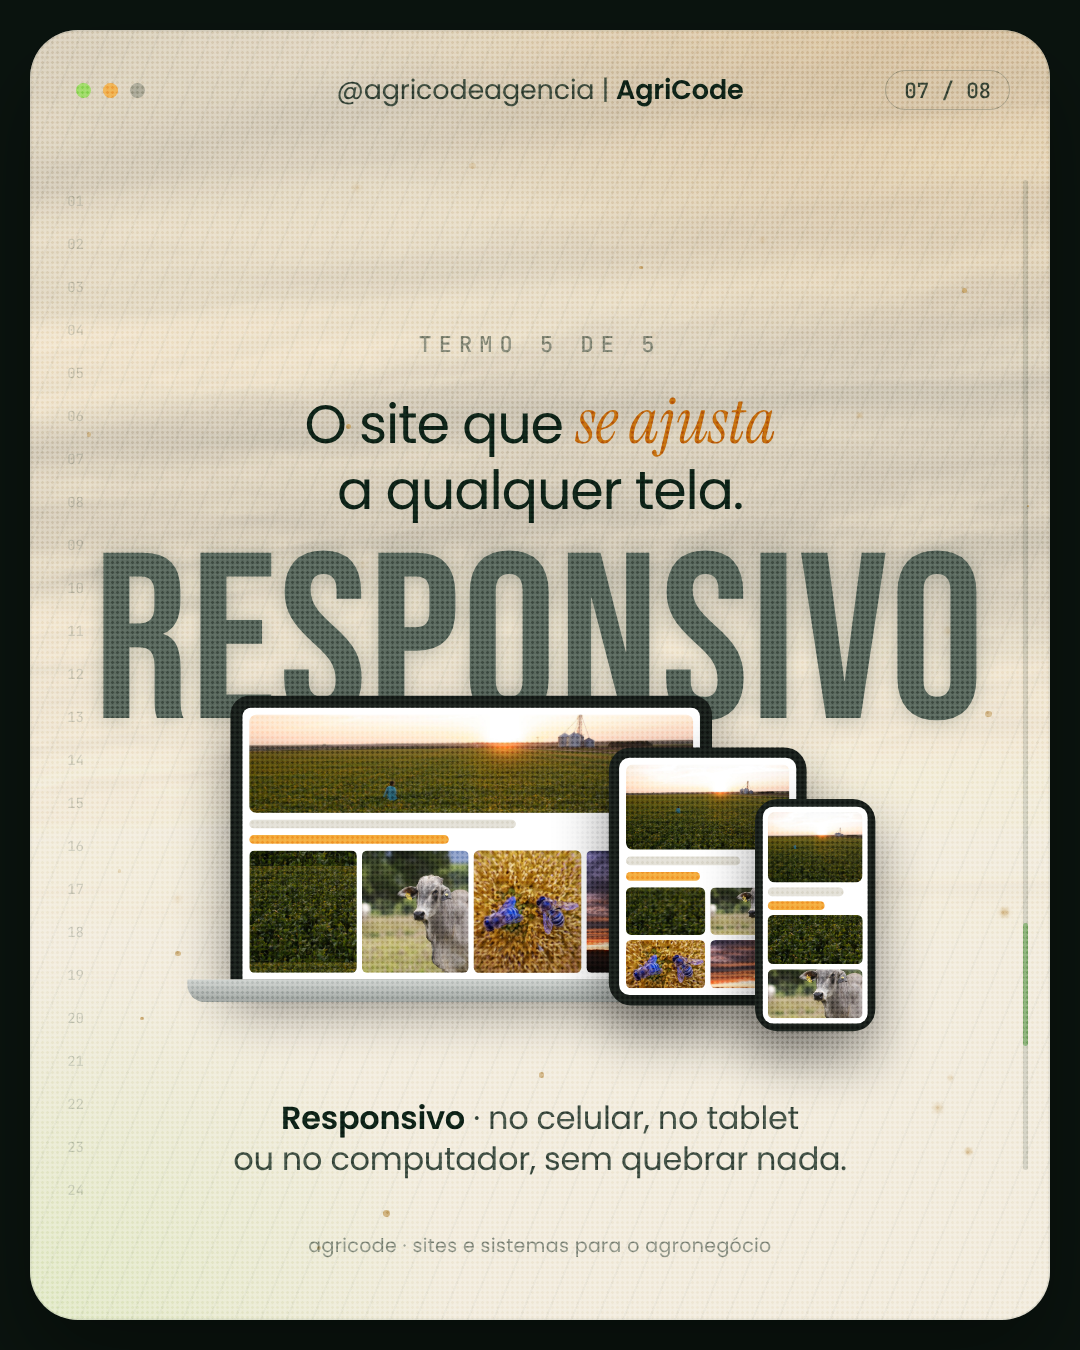 @agricodeagencia | AgriCode
07 / 08
TERMO 5 DE 5
O site que se ajusta
a qualquer tela.
RESPONSIVO
01
02
03
04
05
06
07
08
09
10
11
12
13
14
15
16
17
18
19
20
21
22
23
24
Responsivo · no celular, no tablet
ou no computador, sem quebrar nada.
agricode · sites e sistemas para o agronegócio